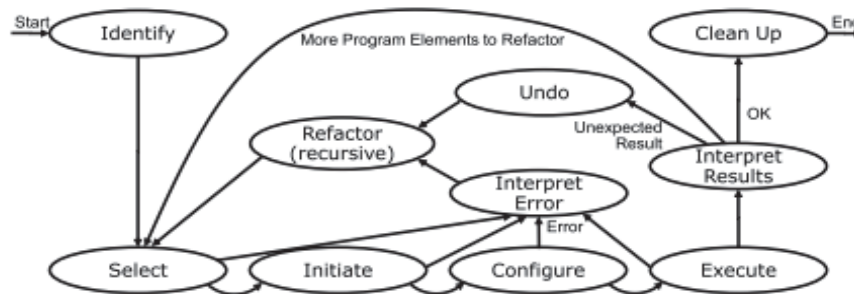 Start
Identify
More Program Elements to Refactor
Clean Up
End
Undo
OK
Refactor
(recursive)
Unexpected
Result
Interpret
Results
Interpret
Error
Error
Select
Initiate
Configure
Execute